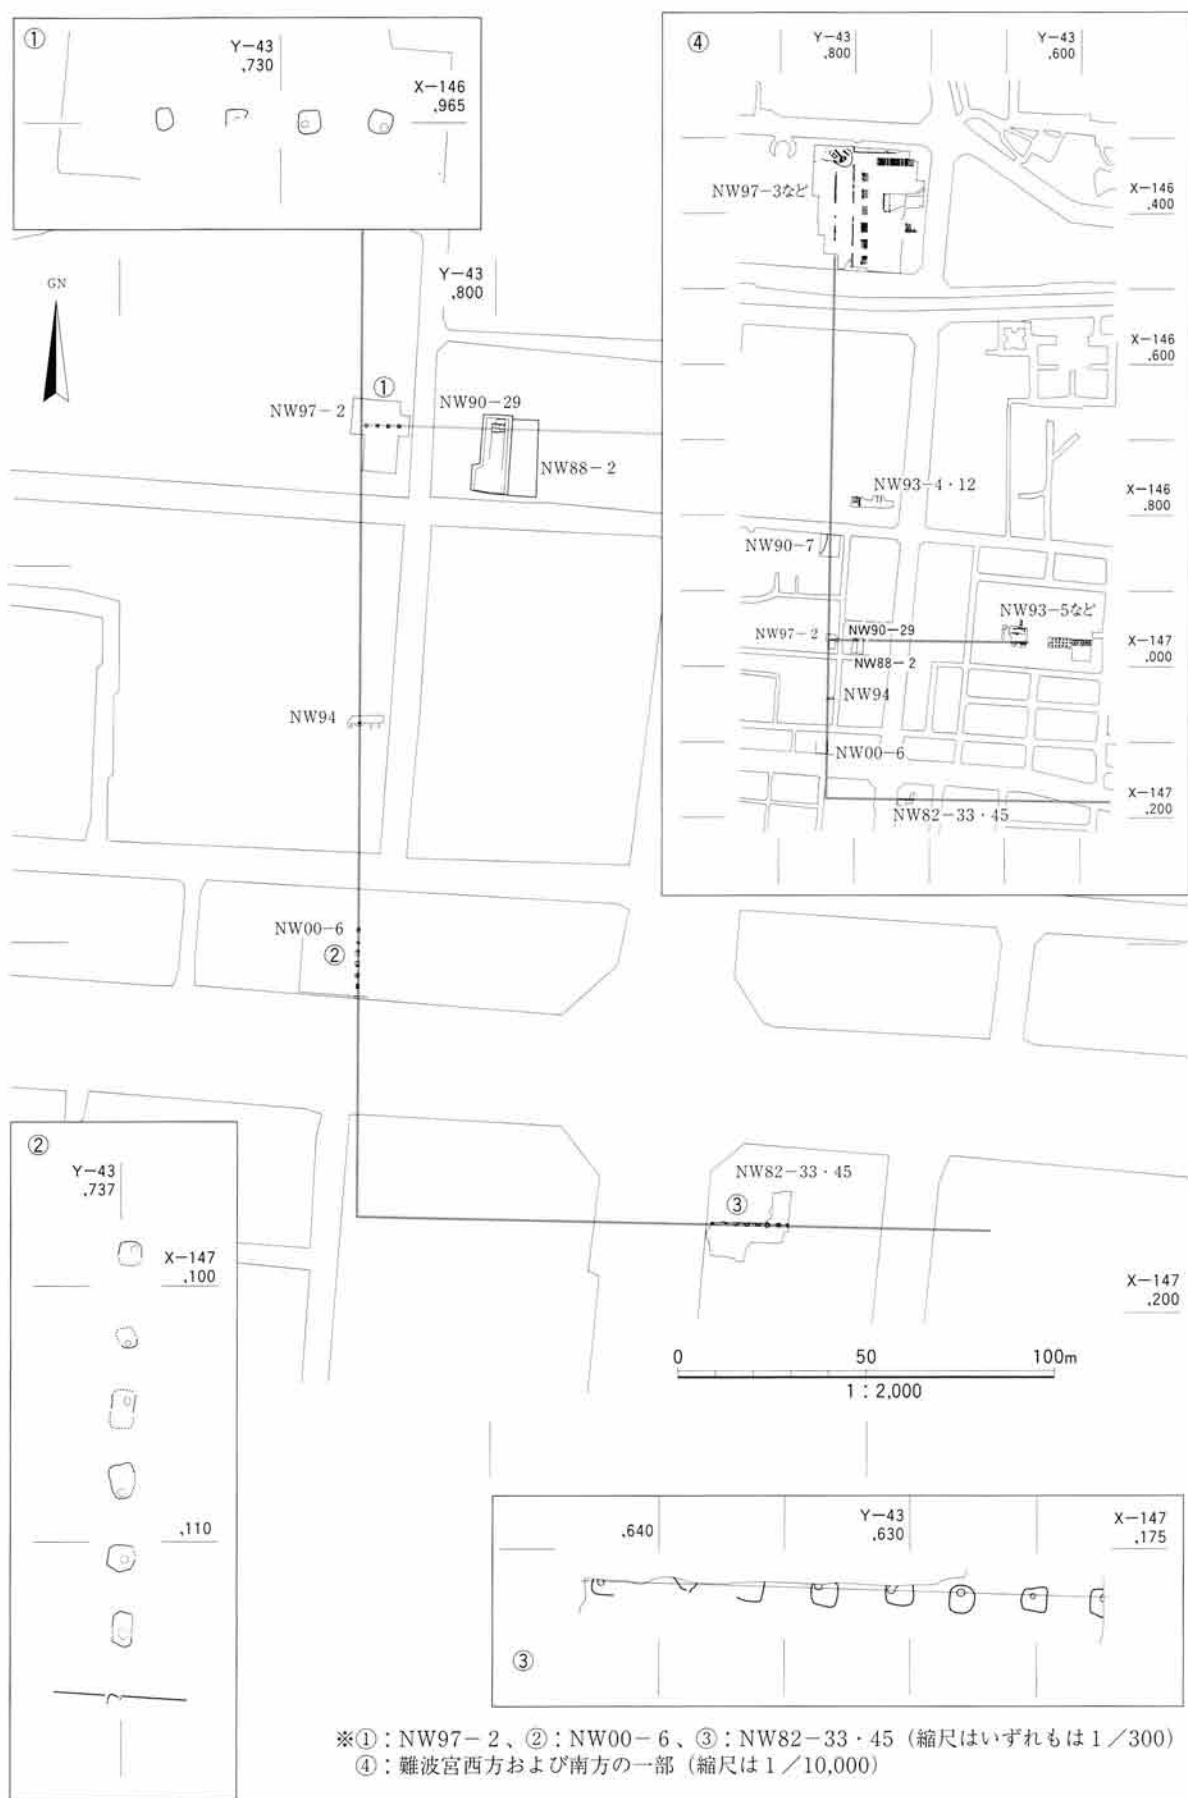 ①
Y−43
.730
X−146
.965
④
Y−43
.800
Y−43
.600
NW97−3など
X−146
.400
X−146
.600
NW93−4・12
X−146
.800
NW90−7
NW93−5など
NW97−2
NW90−29
X−147
.000
NW88−2
NW94
NW00−6
X−147
.200
NW82−33・45
GN
Y−43
.800
①
NW97−2
NW90−29
NW88−2
NW94
NW00−6
②
NW82−33・45
③
X−147
.200
0 50 100m
1:2,000
②
Y−43
.737
X−147
.100
.110
.640
Y−43
.630
X−147
.175
③
※①:NW97−2、②:NW00−6、③:NW82−33・45(縮尺はいずれもは1/300)
④:難波宮西方および南方の一部(縮尺は1/10,000)